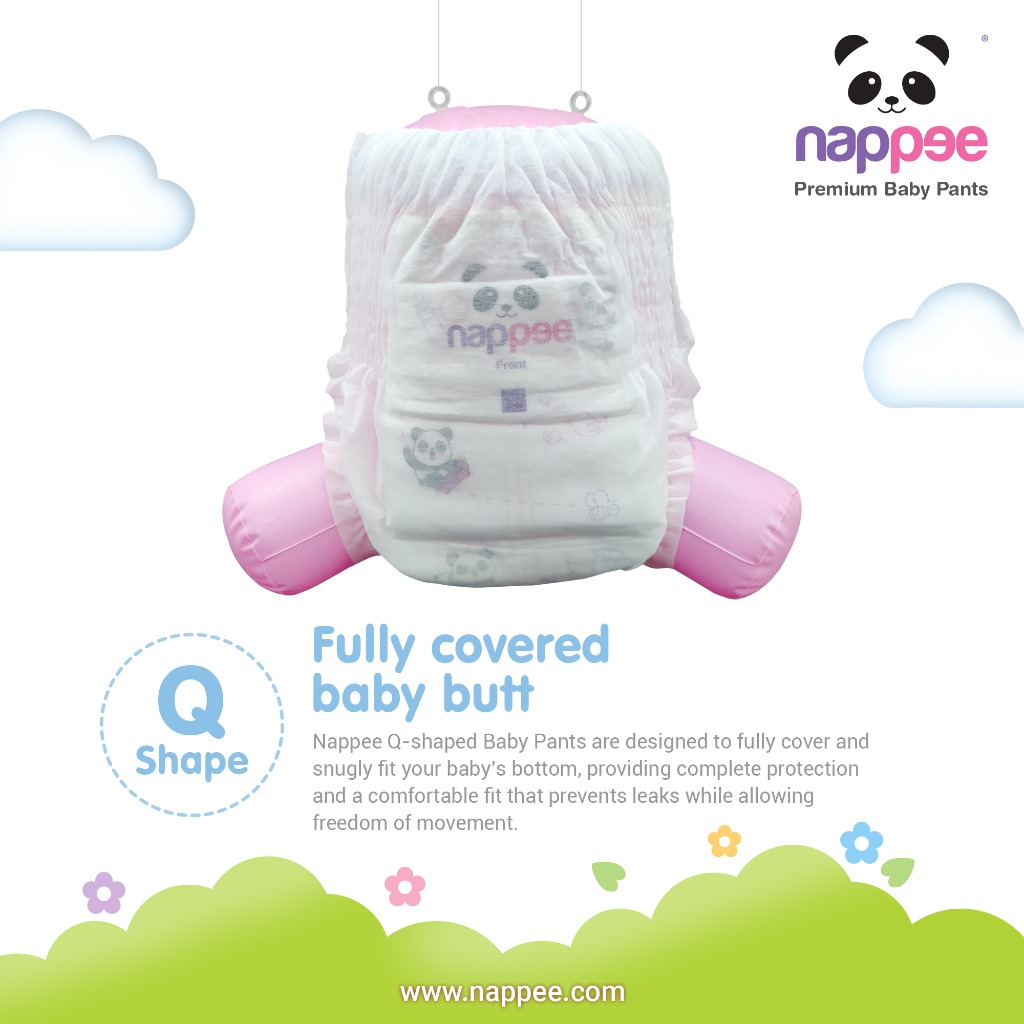 ®
nappee
Premium Baby Pants
nappee
Front
Q
Shape
Fully covered
baby butt
Nappee Q-shaped Baby Pants are designed to fully cover and
snugly fit your baby's bottom, providing complete protection
and a comfortable fit that prevents leaks while allowing
freedom of movement.
www.nappee.com